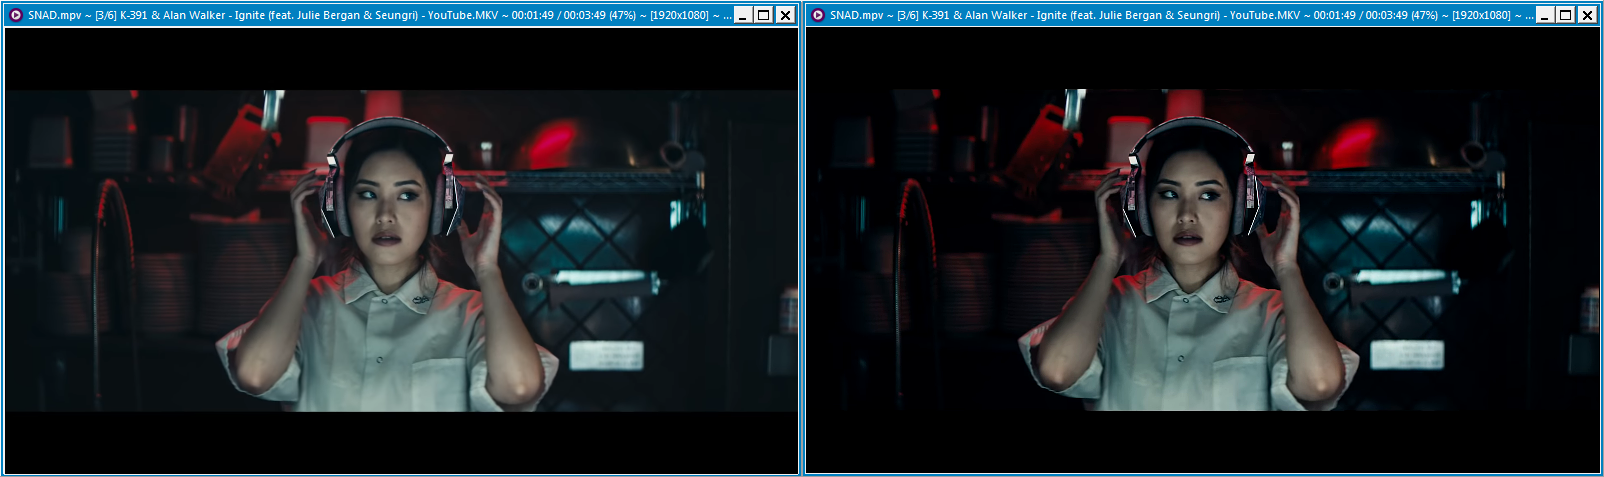 SNAD.mpv ~ [3/6] K-391 & Alan Walker - Ignite (feat. Julie Bergan & Seungri) - YouTube.MKV ~ 00:01:49 / 00:03:49 (47%) ~ [1920x1080] ~ ...
SNAD.mpv ~ [3/6] K-391 & Alan Walker - Ignite (feat. Julie Bergan & Seungri) - YouTube.MKV ~ 00:01:49 / 00:03:49 (47%) ~ [1920x1080] ~ ...